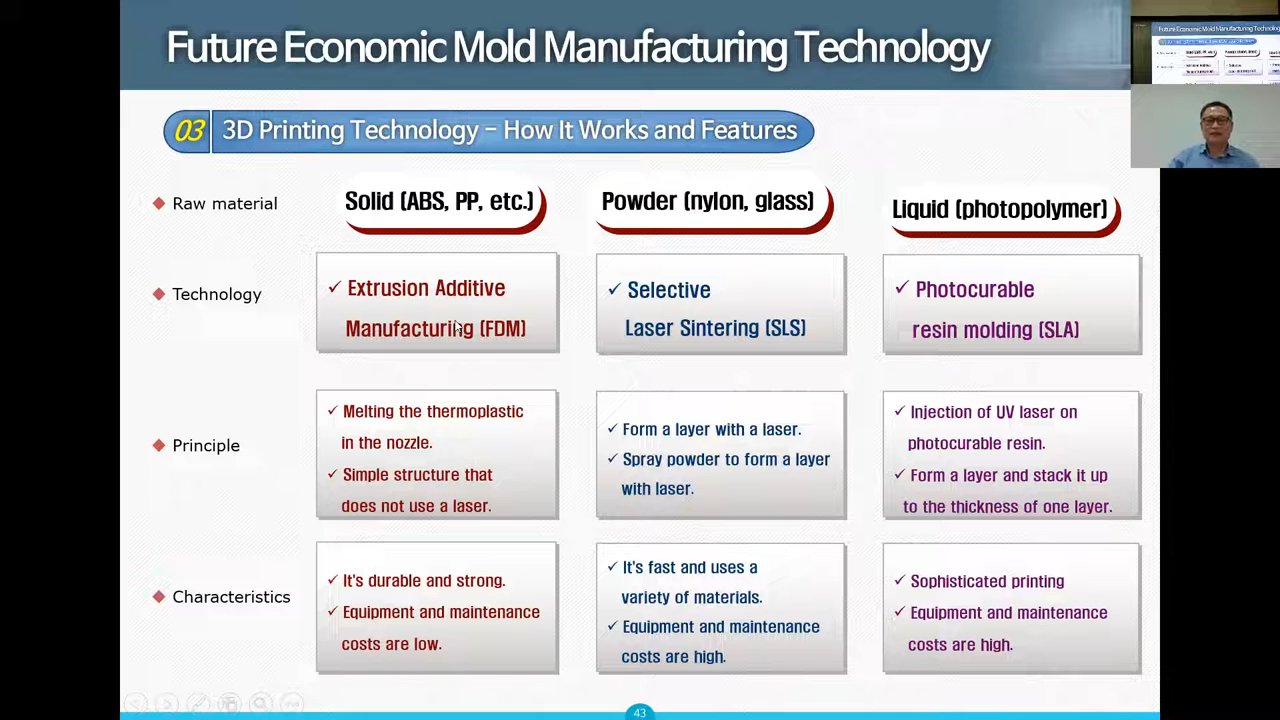 Future Economic Mold Manufacturing Technology
03 3D Printing Technology – How It Works and Features
Raw material
Solid (ABS, PP, etc.)
Powder (nylon, glass)
Liquid (photopolymer)
Technology
✓ Extrusion Additive
Manufacturing (FDM)
✓ Selective
Laser Sintering (SLS)
✓ Photocurable
resin molding (SLA)
Principle
✓ Melting the thermoplastic
in the nozzle.
✓ Simple structure that
does not use a laser.
✓ Form a layer with a laser.
✓ Spray powder to form a layer
with laser.
✓ Injection of UV laser on
photocurable resin.
✓ Form a layer and stack it up
to the thickness of one layer.
Characteristics
✓ It's durable and strong.
✓ Equipment and maintenance
costs are low.
✓ It's fast and uses a
variety of materials.
✓ Equipment and maintenance
costs are high.
✓ Sophisticated printing
✓ Equipment and maintenance
costs are high.
43
Future Economic Mold Manufacturing Technology